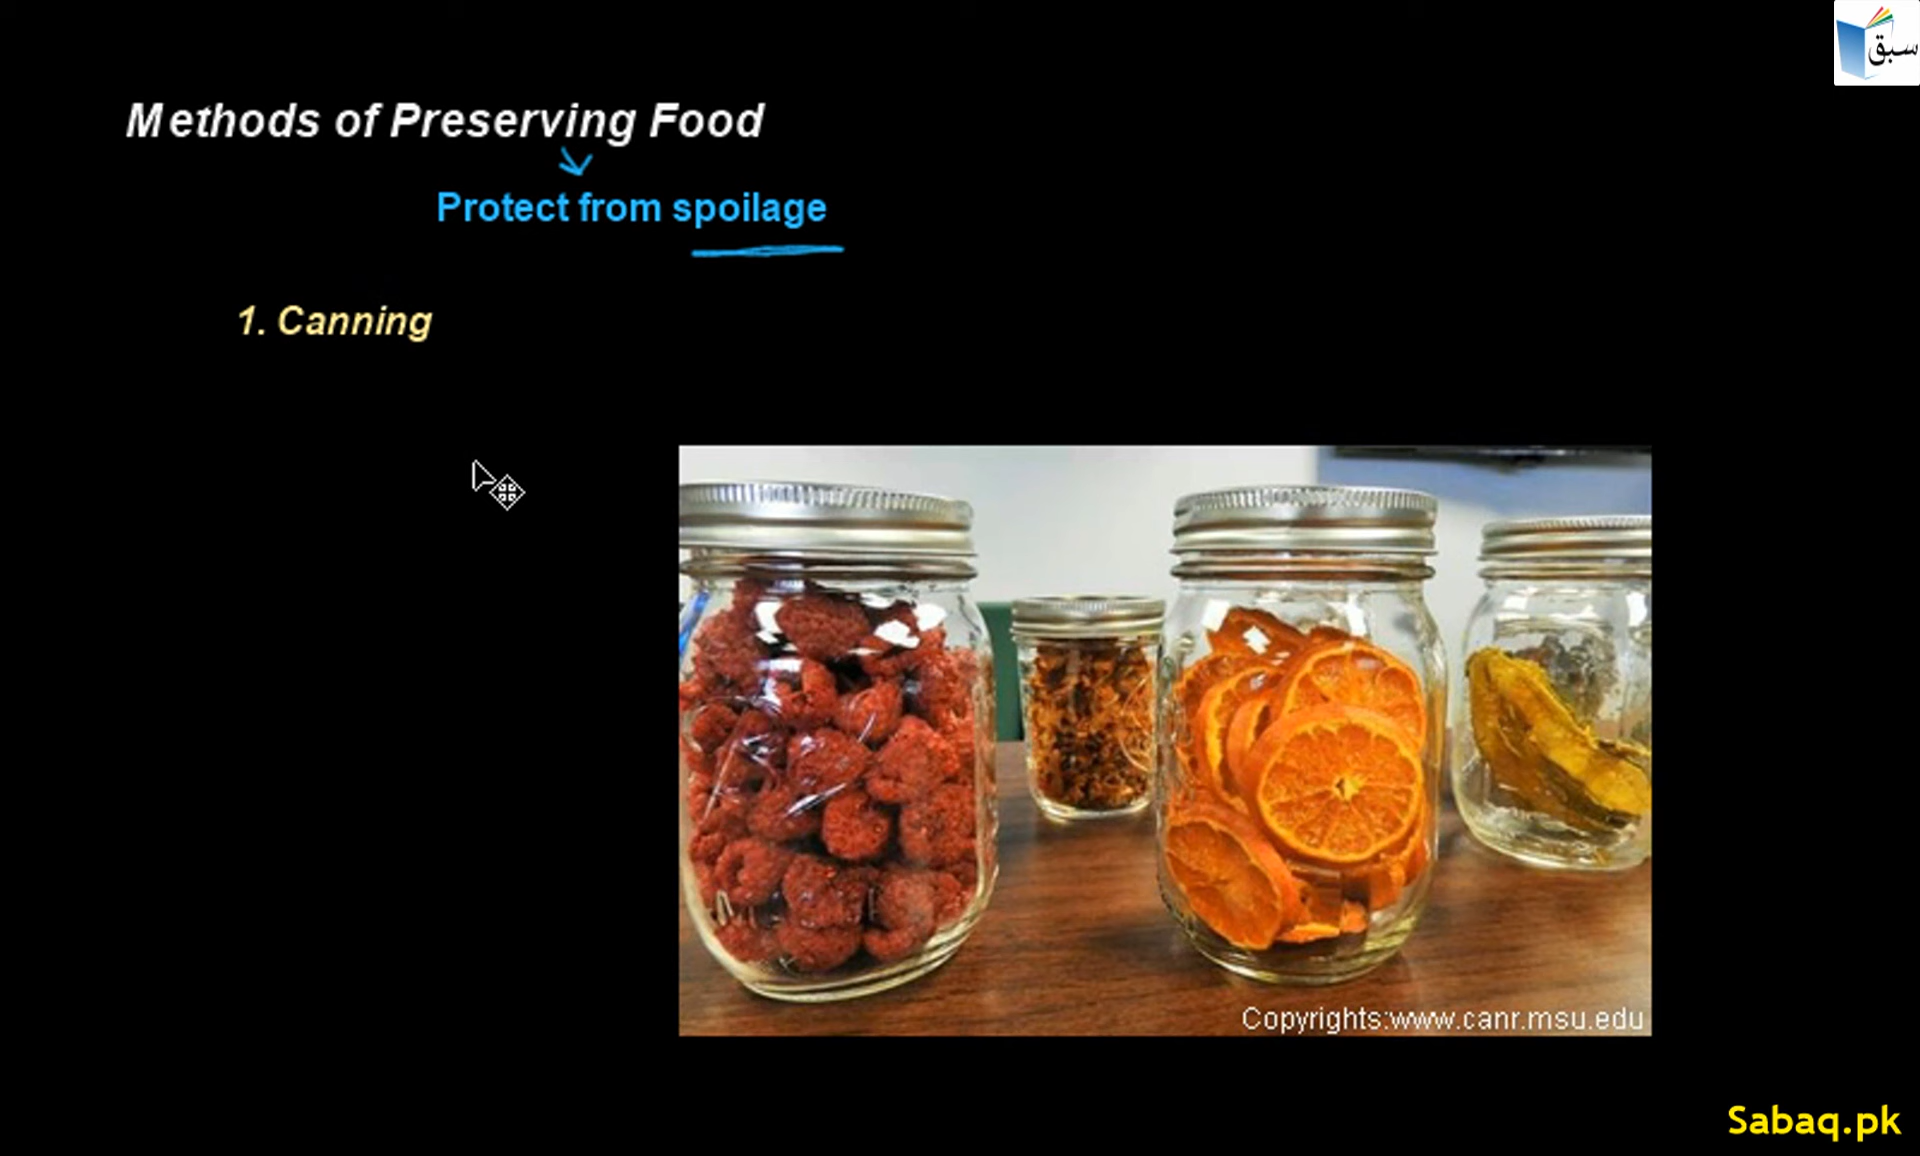 سبق
Methods of Preserving Food
Protect from spoilage
1. Canning
Copyrights:www.canr.msu.edu
Sabaq.pk